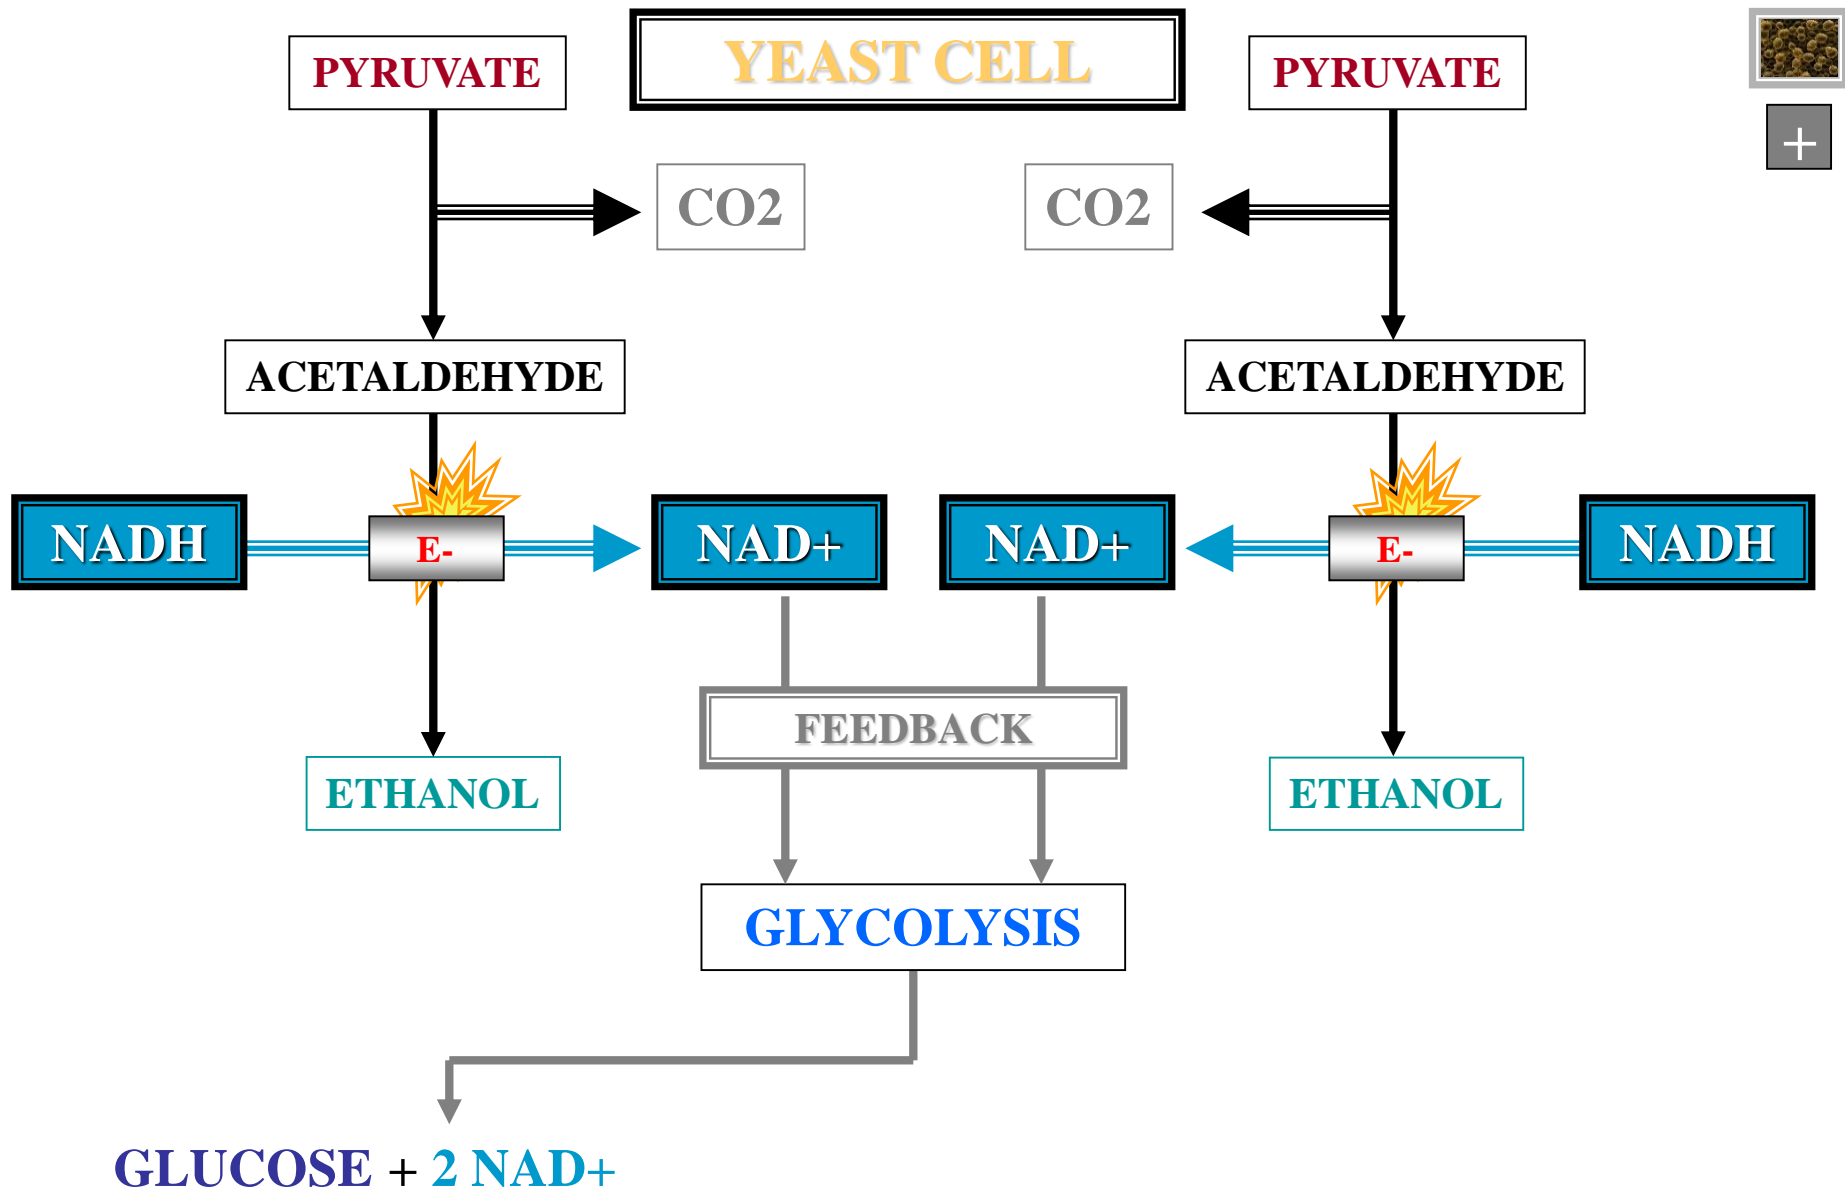 YEAST CELL
PYRUVATE
PYRUVATE
+
CO2
CO2
ACETALDEHYDE
ACETALDEHYDE
NADH
E-
NAD+
NAD+
E-
NADH
FEEDBACK
ETHANOL
ETHANOL
GLYCOLYSIS
GLUCOSE + 2 NAD+